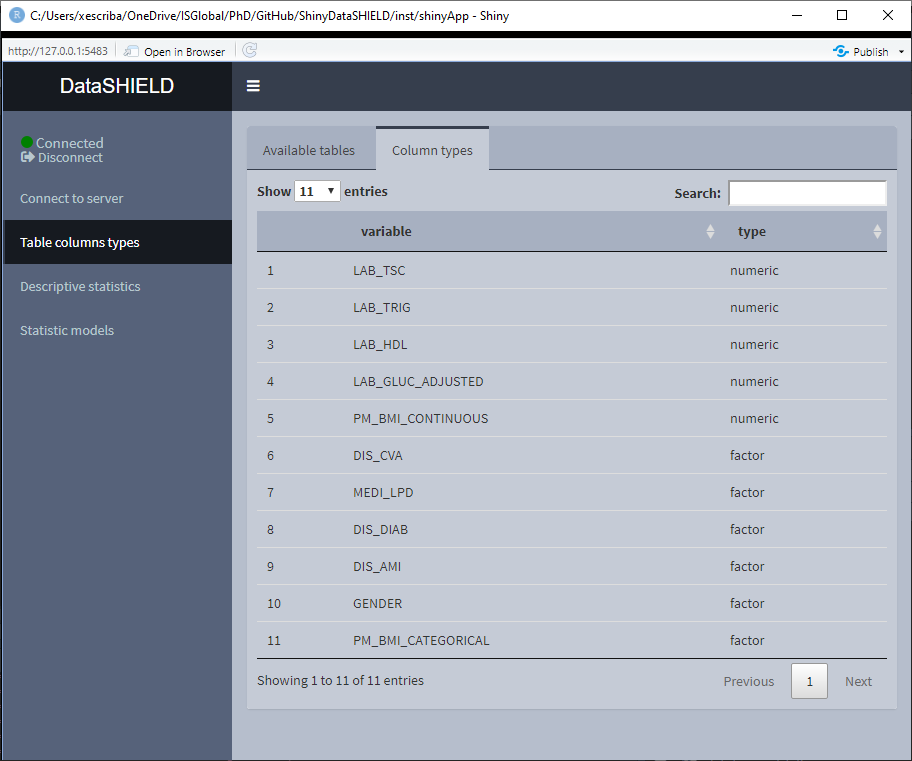 C:/Users/xescriba/OneDrive/ISGlobal/PhD/GitHub/ShinyDataSHIELD/inst/shinyApp - Shiny
http://127.0.0.1:5483 Open in Browser Publish
DataSHIELD
Connected
Disconnect
Connect to server
Table columns types
Descriptive statistics
Statistic models
Available tables Column types
Show 11 entries Search:
variable type
1 LAB_TSC numeric
2 LAB_TRIG numeric
3 LAB_HDL numeric
4 LAB_GLUC_ADJUSTED numeric
5 PM_BMI_CONTINUOUS numeric
6 DIS_CVA factor
7 MEDI_LPD factor
8 DIS_DIAB factor
9 DIS_AMI factor
10 GENDER factor
11 PM_BMI_CATEGORICAL factor
Showing 1 to 11 of 11 entries Previous 1 Next